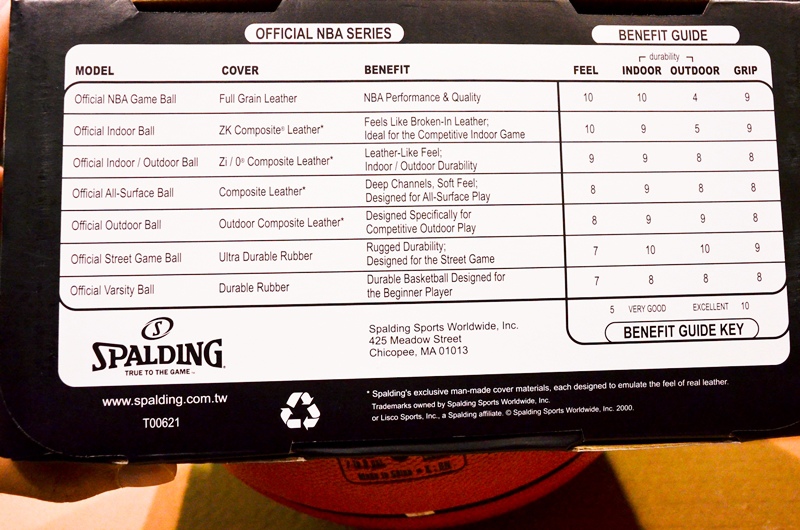 OFFICIAL NBA SERIES
BENEFIT GUIDE
durability
MODEL COVER BENEFIT FEEL INDOOR OUTDOOR GRIP
Official NBA Game Ball Full Grain Leather NBA Performance & Quality 10 10 4 9
Official Indoor Ball ZK Composite® Leather* Feels Like Broken-In Leather; 10 9 5 9
Ideal for the Competitive Indoor Game
Official Indoor / Outdoor Ball Zi / 0® Composite Leather* Leather-Like Feel; 9 9 8 8
Indoor / Outdoor Durability
Official All-Surface Ball Composite Leather* Deep Channels, Soft Feel; 8 9 8 8
Designed for All-Surface Play
Official Outdoor Ball Outdoor Composite Leather* Designed Specifically for 8 9 9 8
Competitive Outdoor Play
Official Street Game Ball Ultra Durable Rubber Rugged Durability; 7 10 10 9
Designed for the Street Game
Official Varsity Ball Durable Rubber Durable Basketball Designed for 7 8 8 8
the Beginner Player
5 VERY GOOD EXCELLENT 10
BENEFIT GUIDE KEY
S
SPALDING
TRUE TO THE GAME™
Spalding Sports Worldwide, Inc.
425 Meadow Street
Chicopee, MA 01013
www.spalding.com.tw
T00621
* Spalding's exclusive man-made cover materials, each designed to emulate the feel of real leather.
Trademarks owned by Spalding Sports Worldwide, Inc.
or Lisco Sports, Inc., a Spalding affiliate. © Spalding Sports Worldwide, Inc. 2000.
Made in China